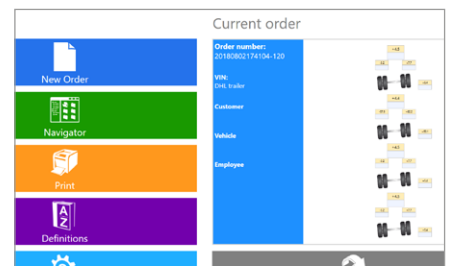 Current order
New Order
Navigator
Print
Definitions
Order number:
20180802174104-120
VIN:
DHL trailer
Customer
Vehicle
Employee